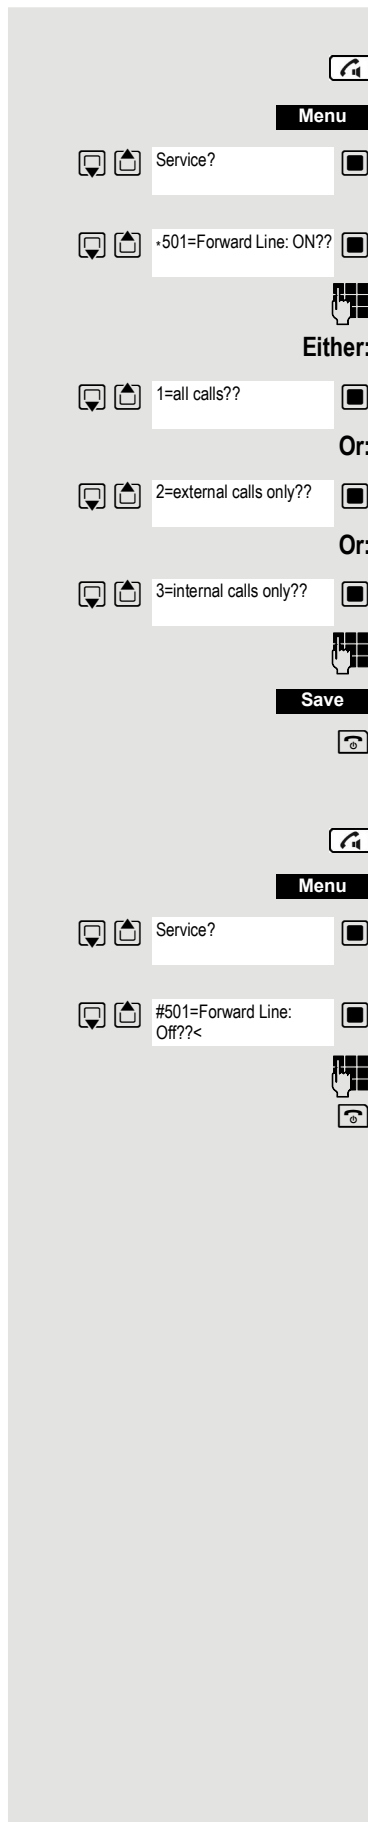 Menu
Service?
*501=Forward Line: ON??
Either:
1=all calls??
Or:
2=external calls only??
Or:
3=internal calls only??
Save
Menu
Service?
#501=Forward Line:
Off??<